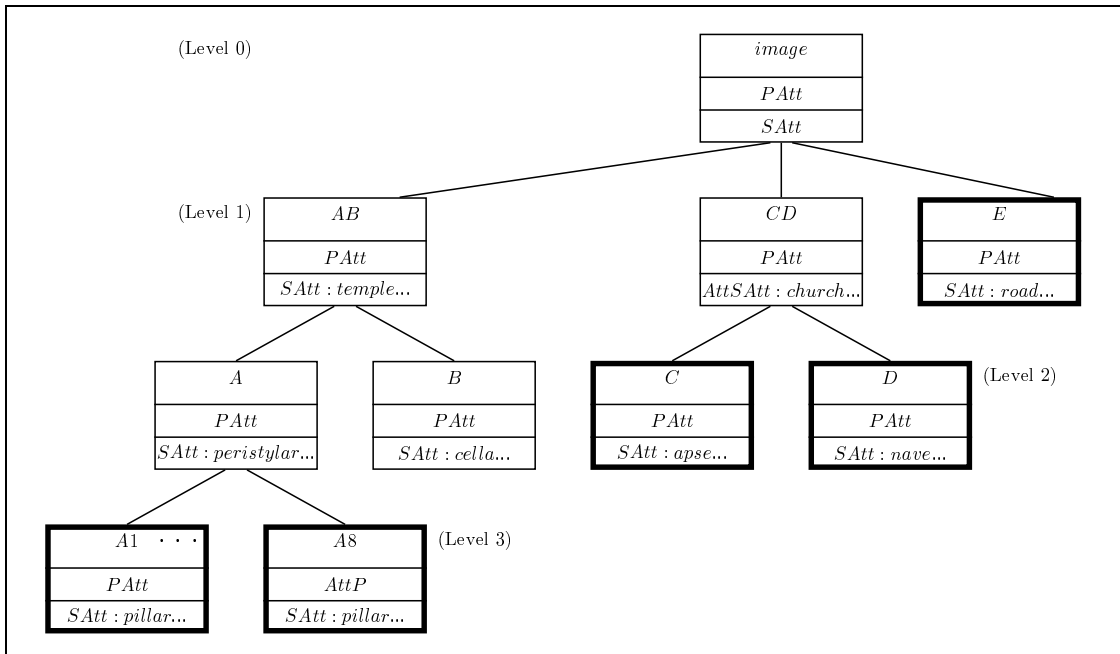 (Level 0)
image
PAtt
SAtt
(Level 1)
AB
PAtt
SAtt : temple...
CD
PAtt
AttSAtt : church...
E
PAtt
SAtt : road...
A
PAtt
SAtt : peristylar...
B
PAtt
SAtt : cella...
C
PAtt
SAtt : apse...
D
PAtt
SAtt : nave...
(Level 2)
A1 · · ·
PAtt
SAtt : pillar...
A8
AttP
SAtt : pillar...
(Level 3)